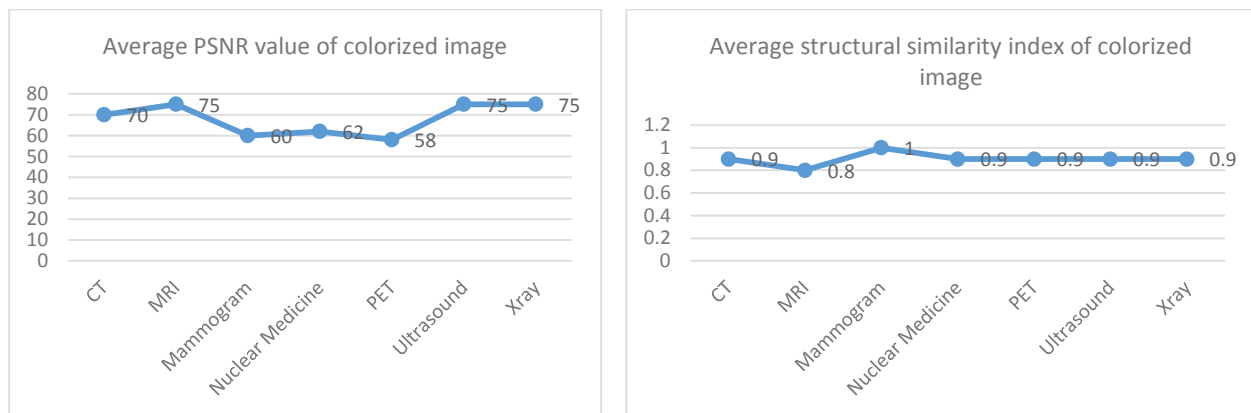 Average PSNR value of colorized image
80
70
60
50
40
30
20
10
0
70
75
60
62
58
75
75
CT
MRI
Mammogram
Nuclear Medicine
PET
Ultrasound
Xray
Average structural similarity index of colorized
image
1.2
1
0.8
0.6
0.4
0.2
0
0.9
0.8
1
0.9
0.9
0.9
0.9
CT
MRI
Mammogram
Nuclear Medicine
PET
Ultrasound
Xray